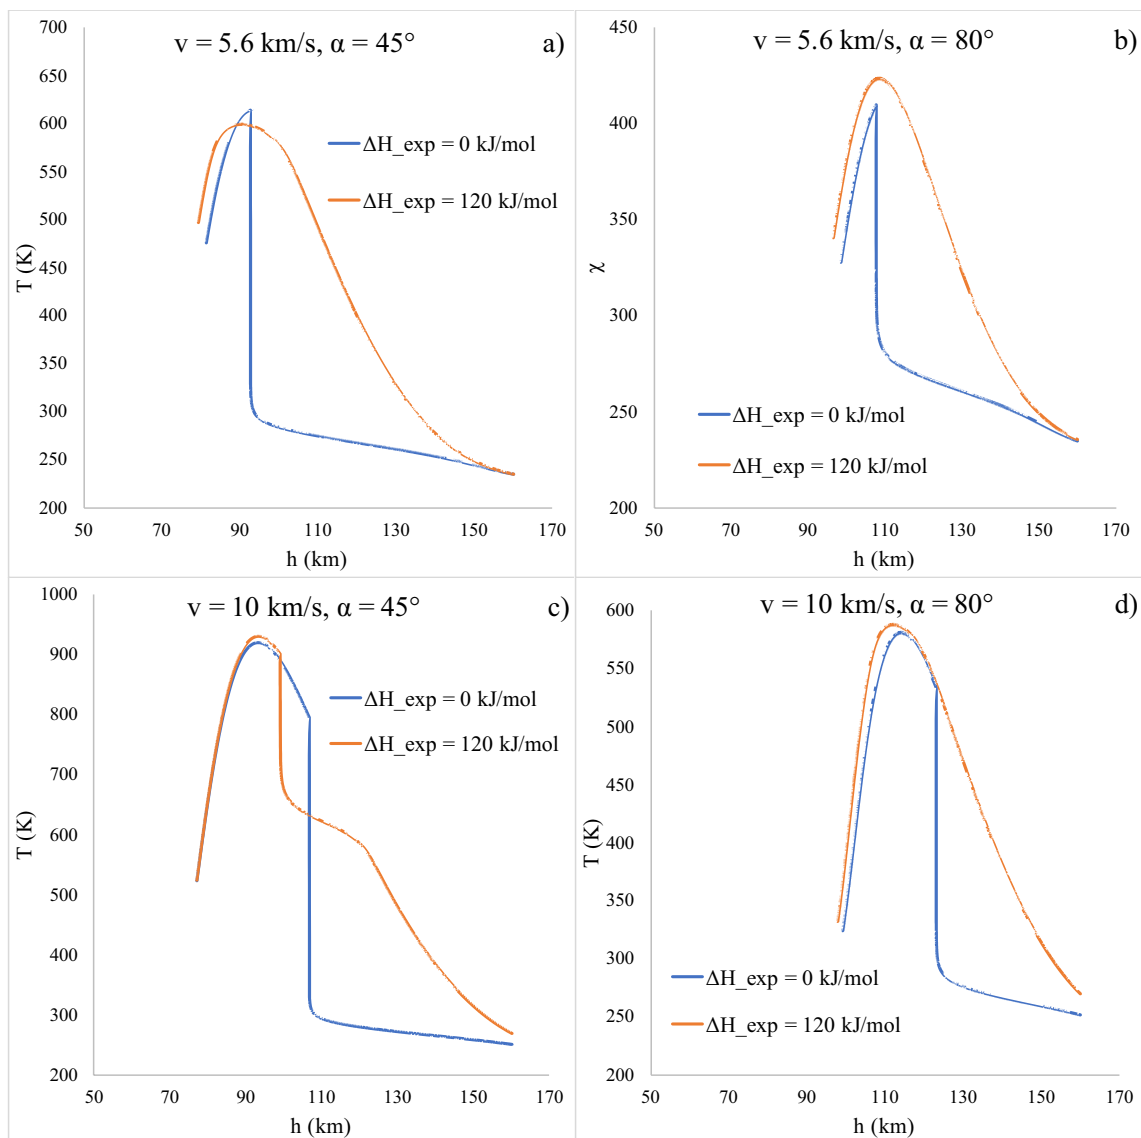 v = 5.6 km/s, α = 45°
a)
700
650
600
550
500
450
400
350
300
250
200
T (K)
ΔH_exp = 0 kJ/mol
ΔH_exp = 120 kJ/mol
50 70 90 110 130 150 170
h (km)
v = 5.6 km/s, α = 80°
b)
450
400
350
300
250
200
χ
ΔH_exp = 0 kJ/mol
ΔH_exp = 120 kJ/mol
50 70 90 110 130 150 170
h (km)
v = 10 km/s, α = 45°
c)
1000
900
800
700
600
500
400
300
200
T (K)
ΔH_exp = 0 kJ/mol
ΔH_exp = 120 kJ/mol
50 70 90 110 130 150 170
h (km)
v = 10 km/s, α = 80°
d)
600
550
500
450
400
350
300
250
200
T (K)
ΔH_exp = 0 kJ/mol
ΔH_exp = 120 kJ/mol
50 70 90 110 130 150 170
h (km)